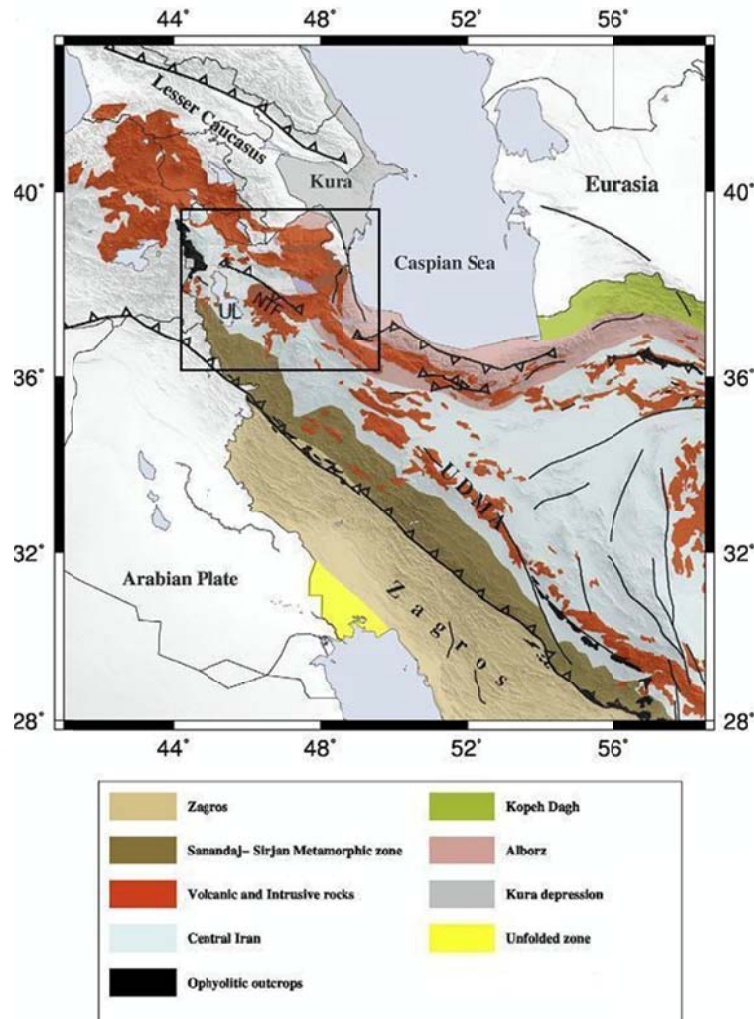 44° 48° 52' 56°
Lesser Caucasus
Kura
40° 40°
Eurasia
Caspian Sea
UL
NTF
36° 36°
UDMA
32° 32°
Arabian Plate
Zagros
28° 28°
44° 48° 52' 56°
Zagros Kopeh Dagh
Sanandaj- Sirjan Metamorphic zone Alborz
Volcanic and Intrusive rocks Kura depression
Central Iran Unfolded zone
Ophyolitic outcrops